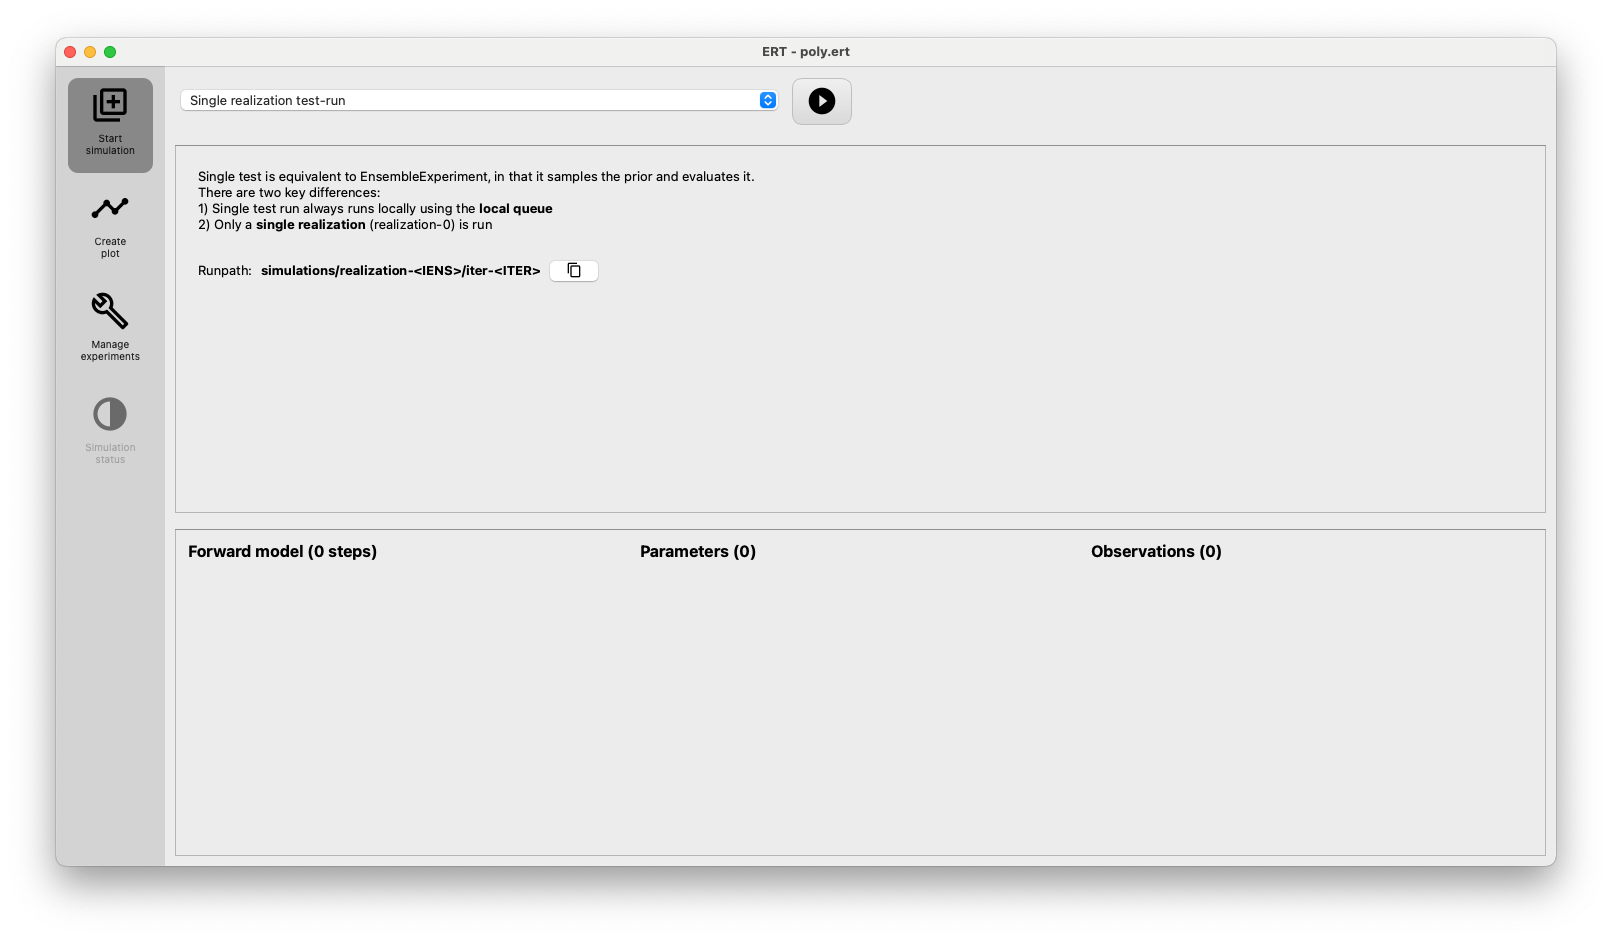 ERT - poly.ert
Start
simulation
Create
plot
Manage
experiments
Simulation
status
Single realization test-run
Single test is equivalent to EnsembleExperiment, in that it samples the prior and evaluates it.
There are two key differences:
1) Single test run always runs locally using the local queue
2) Only a single realization (realization-0) is run
Runpath: simulations/realization-<IENS>/iter-<ITER>
Forward model (0 steps)
Parameters (0)
Observations (0)